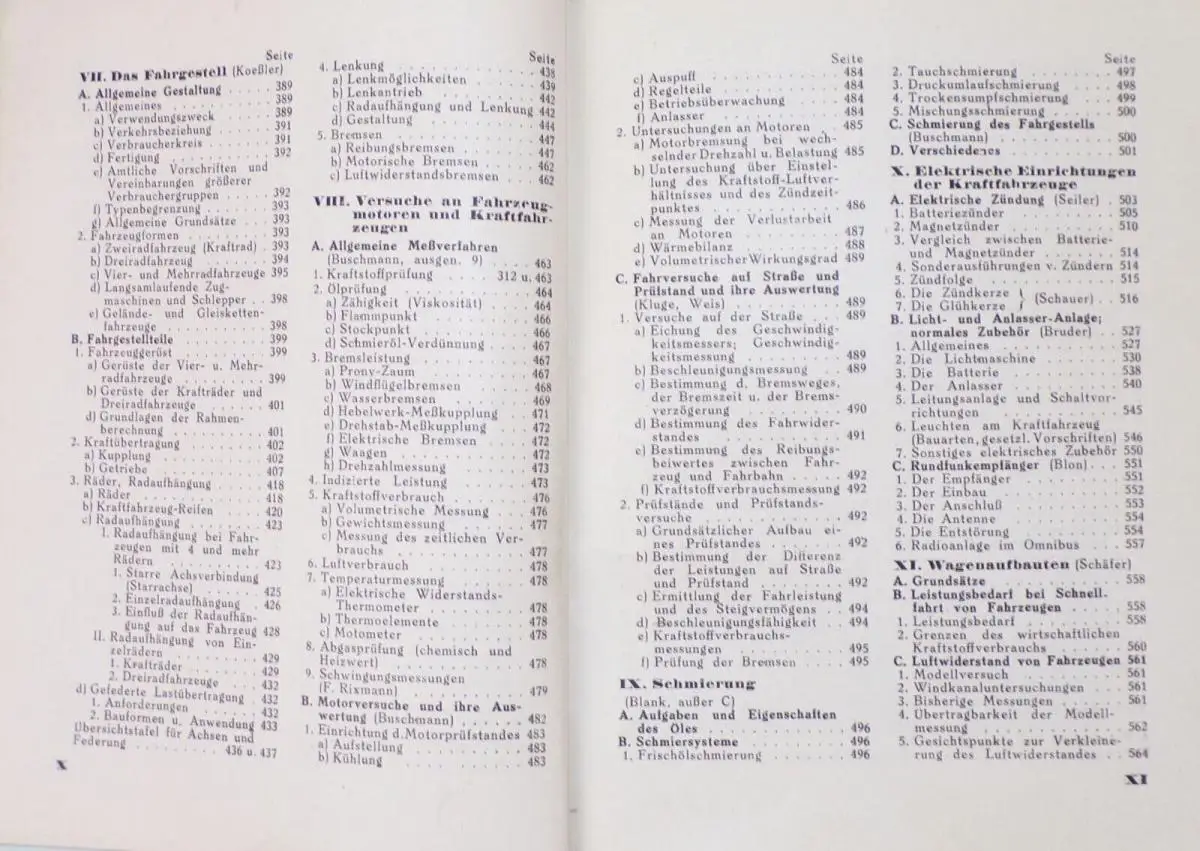 Seite
VII. Das Fahrgestell (Koeßler)
A. Allgemeine Gestaltung . . . . . 389
1. Allgemeines . . . . . . . . . . 389
a) Verwendungszweck . . . . . . 389
b) Verkehrsbeziehung . . . . . . 391
c) Verbraucherkreis . . . . . . . 391
d) Fertigung . . . . . . . . . . 392
e) Amtliche Vorschriften und
Vereinbarungen größerer
Verbrauchergruppen . . . . . 392
f) Typenbegrenzung . . . . . . . 393
g) Allgemeine Grundsätze . . . . 393
2. Fahrzeugformen . . . . . . . . . 393
a) Zweiradfahrzeug (Kraftrad) . 393
b) Dreiradfahrzeug . . . . . . . 394
c) Vier- und Mehrradfahrzeuge 395
d) Langsamlaufende Zug-
maschinen und Schlepper . . 398
e) Gelände- und Gleisketten-
fahrzeuge . . . . . . . . . . 398
B. Fahrgestellteile . . . . . . . . . 399
1. Fahrzeuggerüst . . . . . . . . . 399
a) Gerüste der Vier- u. Mehr-
radfahrzeuge . . . . . . . . . 399
b) Gerüste der Krafträder und
Dreiradfahrzeuge . . . . . . 401
d) Grundlagen der Rahmen-
berechnung . . . . . . . . . 401
2. Kraftübertragung . . . . . . . . 402
a) Kupplung . . . . . . . . . . 402
b) Getriebe . . . . . . . . . . . 407
3. Räder, Radaufhängung . . . . . . 418
a) Räder . . . . . . . . . . . . 418
b) Kraftfahrzeug-Reifen . . . . . 420
c) Radaufhängung . . . . . . . . 423
I. Radaufhängung bei Fahr-
zeugen mit 4 und mehr
Rädern . . . . . . . . . . 423
1. Starre Achsverbindung
(Starrachse) . . . . . . 425
2. Einzelradaufhängung . 426
3. Einfluß der Radaufhän-
gung auf das Fahrzeug 428
II. Radaufhängung von Ein-
zelrädern . . . . . . . . . 429
1. Krafträder . . . . . . . 429
2. Dreiradfahrzeuge . . . . 432
d) Gefederte Lastübertragung . 432
1. Anforderungen . . . . . . 432
2. Bauformen u. Anwendung 433
Übersichtstafel für Achsen und
Federung . . . . . . . . 436 u. 437
X
Seite
4. Lenkung . . . . . . . . . . . . 438
a) Lenkmöglichkeiten . . . . . . 439
b) Lenkantrieb . . . . . . . . . 442
c) Radaufhängung und Lenkung 442
d) Gestaltung . . . . . . . . . . 444
5. Bremsen . . . . . . . . . . . . 447
a) Reibungsbremsen . . . . . . . 447
b) Motorische Bremsen . . . . . 462
c) Luftwiderstandsbremsen . . . 462
VIII. Versuche an Fahrzeug-
motoren und Kraftfahr-
zeugen
A. Allgemeine Meßverfahren
(Buschmann, ausgen. 9) . . . . . 463
1. Kraftstoffprüfung . . . . 312 u. 463
2. Ölprüfung . . . . . . . . . . . 464
a) Zähigkeit (Viskosität) . . . . 464
b) Flammpunkt . . . . . . . . . 466
c) Stockpunkt . . . . . . . . . . 466
d) Schmieröl-Verdünnung . . . . 467
3. Bremsleistung . . . . . . . . . . 467
a) Prony-Zaum . . . . . . . . . 467
b) Windflügelbremsen . . . . . . 468
c) Wasserbremsen . . . . . . . . 469
d) Hebelwerk-Meßkupplung . . . 471
e) Drehstab-Meßkupplung . . . . 472
f) Elektrische Bremsen . . . . . 472
g) Waagen . . . . . . . . . . . 472
h) Drehzahlmessung . . . . . . . 473
4. Indizierte Leistung . . . . . . . 473
5. Kraftstoffverbrauch . . . . . . . 476
a) Volumetrische Messung . . . 476
b) Gewichtsmessung . . . . . . . 477
c) Messung des zeitlichen Ver-
brauchs . . . . . . . . . . . 477
6. Luftverbrauch . . . . . . . . . . 478
7. Temperaturmessung . . . . . . . 478
a) Elektrische Widerstands-
Thermometer . . . . . . . . . 478
b) Thermoelemente . . . . . . . 478
c) Motometer . . . . . . . . . . 478
8. Abgasprüfung (chemisch und
Heizwert) . . . . . . . . . . . . 478
9. Schwingungsmessungen
(F. Rixmann) . . . . . . . . . . 479
B. Motorversuche und ihre Aus-
wertung (Buschmann) . . . . . . 482
1. Einrichtung d. Motorprüfstandes 483
a) Aufstellung . . . . . . . . . . 483
b) Kühlung . . . . . . . . . . . 483
Seite
c) Auspuff . . . . . . . . . . . 484
d) Regelteile . . . . . . . . . . 484
e) Betriebsüberwachung . . . . . 484
f) Anlasser . . . . . . . . . . . 484
2. Untersuchungen an Motoren . . 485
a) Motorbremsung bei wech-
selnder Drehzahl u. Belastung 485
b) Untersuchung über Einstel-
lung des Kraftstoff-Luftver-
hältnisses und des Zündzeit-
punktes . . . . . . . . . . . 486
c) Messung der Verlustarbeit
an Motoren . . . . . . . . . 487
d) Wärmebilanz . . . . . . . . . 488
e) Volumetrischer Wirkungsgrad 489
C. Fahrversuche auf Straße und
Prüfstand und ihre Auswertung
(Kluge, Weis) . . . . . . . . . . 489
1. Versuche auf der Straße . . . . 489
a) Eichung des Geschwindig-
keitsmessers; Geschwindig-
keitsmessung . . . . . . . . . 489
b) Beschleunigungsmessung . . . 489
c) Bestimmung d. Bremsweges,
der Bremszeit u. der Brems-
verzögerung . . . . . . . . . 490
d) Bestimmung des Fahrwider-
standes . . . . . . . . . . . 491
e) Bestimmung des Reibungs-
beiwertes zwischen Fahr-
zeug und Fahrbahn . . . . . 492
f) Kraftstoffverbrauchsmessung 492
2. Prüfstände und Prüfstands-
versuche . . . . . . . . . . . . 492
a) Grundsätzlicher Aufbau ei-
nes Prüfstandes . . . . . . . 492
b) Bestimmung der Differenz
der Leistungen auf Straße
und Prüfstand . . . . . . . . 492
c) Ermittlung der Fahrleistung
und des Steigvermögens . . . 494
d) Beschleunigungsfähigkeit . . 494
e) Kraftstoffverbrauchs-
messungen . . . . . . . . . . 495
f) Prüfung der Bremsen . . . . 495
IX. Schmierung
(Blank, außer C)
A. Aufgaben und Eigenschaften
des Öles . . . . . . . . . . . . . 496
B. Schmiersysteme . . . . . . . . . 496
1. Frischölschmierung . . . . . . . 496
Seite
2. Tauchschmierung . . . . . . . . 497
3. Druckumlaufschmierung . . . . 498
4. Trockensumpfschmierung . . . . 499
5. Mischungsschmierung . . . . . . 500
C. Schmierung des Fahrgestells
(Buschmann) . . . . . . . . . . . 500
D. Verschiedenes . . . . . . . . . . 501
X. Elektrische Einrichtungen
der Kraftfahrzeuge
A. Elektrische Zündung (Seiler) . 503
1. Batteriezünder . . . . . . . . . 505
2. Magnetzünder . . . . . . . . . . 510
3. Vergleich zwischen Batterie-
und Magnetzünder . . . . . . . 514
4. Sonderausführungen v. Zündern 514
5. Zündfolge . . . . . . . . . . . . 515
6. Die Zündkerze } (Schauer) . . 516
7. Die Glühkerze
B. Licht- und Anlasser-Anlage;
normales Zubehör (Bruder) . . 527
1. Allgemeines . . . . . . . . . . . 527
2. Die Lichtmaschine . . . . . . . 530
3. Die Batterie . . . . . . . . . . 538
4. Der Anlasser . . . . . . . . . . 540
5. Leitungsanlage und Schaltvor-
richtungen . . . . . . . . . . . 545
6. Leuchten am Kraftfahrzeug
(Bauarten, gesetzl. Vorschriften) 546
7. Sonstiges elektrisches Zubehör 550
C. Rundfunkempfänger (Blon) . . . 551
1. Der Empfänger . . . . . . . . . 551
2. Der Einbau . . . . . . . . . . . 552
3. Der Anschluß . . . . . . . . . . 553
4. Die Antenne . . . . . . . . . . 554
5. Die Entstörung . . . . . . . . . 554
6. Radioanlage im Omnibus . . . 557
XI. Wagenaufbauten (Schäfer)
A. Grundsätze . . . . . . . . . . . 558
B. Leistungsbedarf bei Schnell-
fahrt von Fahrzeugen . . . . . 558
1. Leistungsbedarf . . . . . . . . . 558
2. Grenzen des wirtschaftlichen
Kraftstoffverbrauchs . . . . . . 560
C. Luftwiderstand von Fahrzeugen 561
1. Modellversuch . . . . . . . . . 561
2. Windkanaluntersuchungen . . . 561
3. Bisherige Messungen . . . . . . 561
4. Übertragbarkeit der Modell-
messung . . . . . . . . . . . . 562
5. Gesichtspunkte zur Verkleine-
rung des Luftwiderstandes . . 564
XI